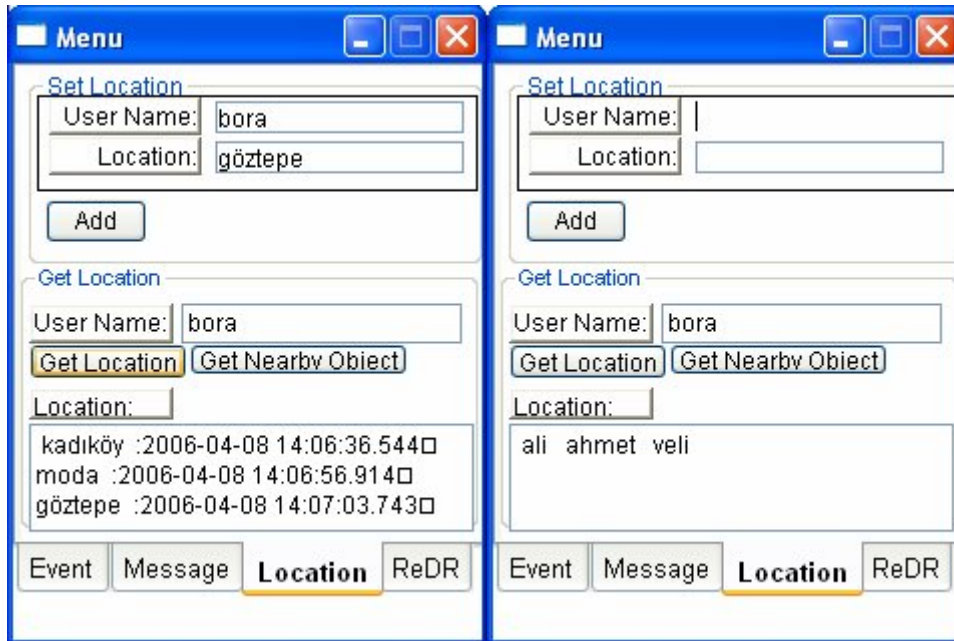 Menu
Set Location
User Name: bora
Location: göztepe
Add
Get Location
User Name: bora
Get Location Get Nearby Object
Location:
kadıköy :2006-04-08 14:06:36.544□
moda :2006-04-08 14:06:56.914□
göztepe :2006-04-08 14:07:03.743□
Event Message Location ReDR
Menu
Set Location
User Name:
Location:
Add
Get Location
User Name: bora
Get Location Get Nearby Object
Location:
ali ahmet veli
Event Message Location ReDR